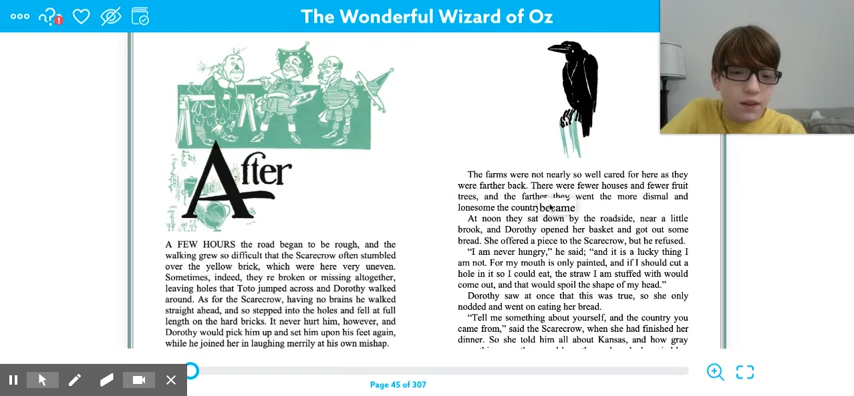 The Wonderful Wizard of Oz
After
A FEW HOURS the road began to be rough, and the
walking grew so difficult that the Scarecrow often stumbled
over the yellow brick, which were here very uneven.
Sometimes, indeed, they re broken or missing altogether,
leaving holes that Toto jumped across and Dorothy walked
around. As for the Scarecrow, having no brains he walked
straight ahead, and so stepped into the holes and fell at full
length on the hard bricks. It never hurt him, however, and
Dorothy would pick him up and set him upon his feet again,
while he joined her in laughing merrily at his own mishap.
The farms were not nearly so well cared for here as they
were farther back. There were fewer houses and fewer fruit
trees, and the farther they went the more dismal and
lonesome the country became
At noon they sat down by the roadside, near a little
brook, and Dorothy opened her basket and got out some
bread. She offered a piece to the Scarecrow, but he refused.
“I am never hungry,” he said; “and it is a lucky thing I
am not. For my mouth is only painted, and if I should cut a
hole in it so I could eat, the straw I am stuffed with would
come out, and that would spoil the shape of my head.”
Dorothy saw at once that this was true, so she only
nodded and went on eating her bread.
“Tell me something about yourself, and the country you
came from,” said the Scarecrow, when she had finished her
dinner. So she told him all about Kansas, and how gray
Page 45 of 307